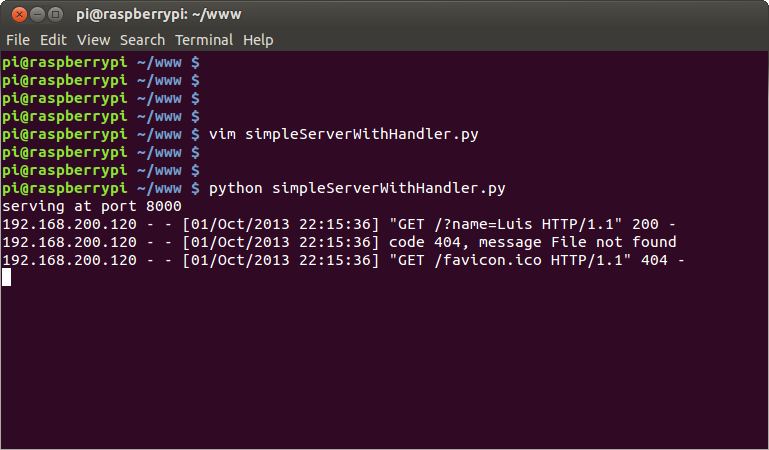 pi@raspberrypi: ~/www
File Edit View Search Terminal Help
pi@raspberrypi ~/www $
pi@raspberrypi ~/www $
pi@raspberrypi ~/www $
pi@raspberrypi ~/www $
pi@raspberrypi ~/www $ vim simpleServerWithHandler.py
pi@raspberrypi ~/www $
pi@raspberrypi ~/www $
pi@raspberrypi ~/www $ python simpleServerWithHandler.py
serving at port 8000
192.168.200.120 - - [01/Oct/2013 22:15:36] "GET /?name=Luis HTTP/1.1" 200 -
192.168.200.120 - - [01/Oct/2013 22:15:36] code 404, message File not found
192.168.200.120 - - [01/Oct/2013 22:15:36] "GET /favicon.ico HTTP/1.1" 404 -